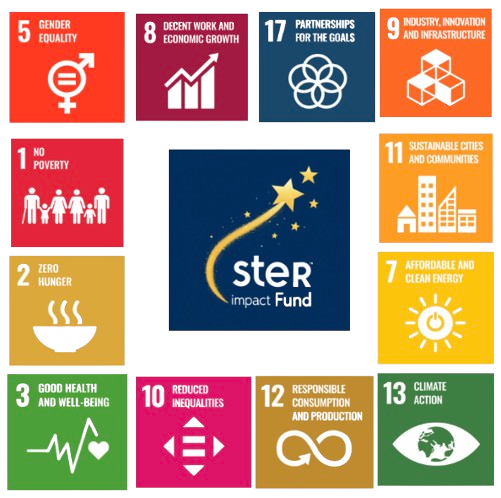 5 GENDER
EQUALITY
8 DECENT WORK AND
ECONOMIC GROWTH
17 PARTNERSHIPS
FOR THE GOALS
9 INDUSTRY, INNOVATION
AND INFRASTRUCTURE
1 NO
POVERTY
11 SUSTAINABLE CITIES
AND COMMUNITIES
steR
impact Fund
2 ZERO
HUNGER
7 AFFORDABLE AND
CLEAN ENERGY
3 GOOD HEALTH
AND WELL-BEING
10 REDUCED
INEQUALITIES
12 RESPONSIBLE
CONSUMPTION
AND PRODUCTION
13 CLIMATE
ACTION